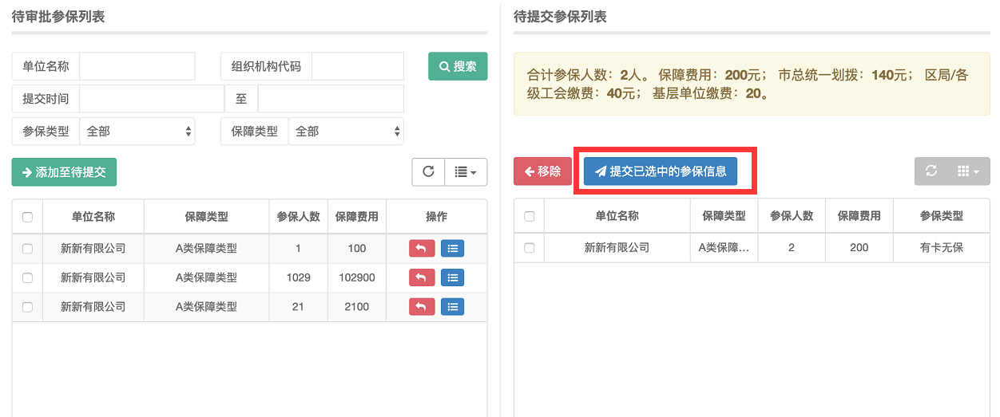 待审批参保列表
单位名称 组织机构代码 搜索
提交时间 至
参保类型 全部 保障类型 全部
添加至待提交
单位名称 保障类型 参保人数 保障费用 操作
新新有限公司 A类保障类型 1 100
新新有限公司 A类保障类型 1029 102900
新新有限公司 A类保障类型 21 2100
待提交参保列表
合计参保人数：2人。 保障费用：200元； 市总统一划拨：140元； 区局/各
级工会缴费：40元； 基层单位缴费：20。
移除 提交已选中的参保信息
单位名称 保障类型 参保人数 保障费用 参保类型
新新有限公司 A类保障... 2 200 有卡无保